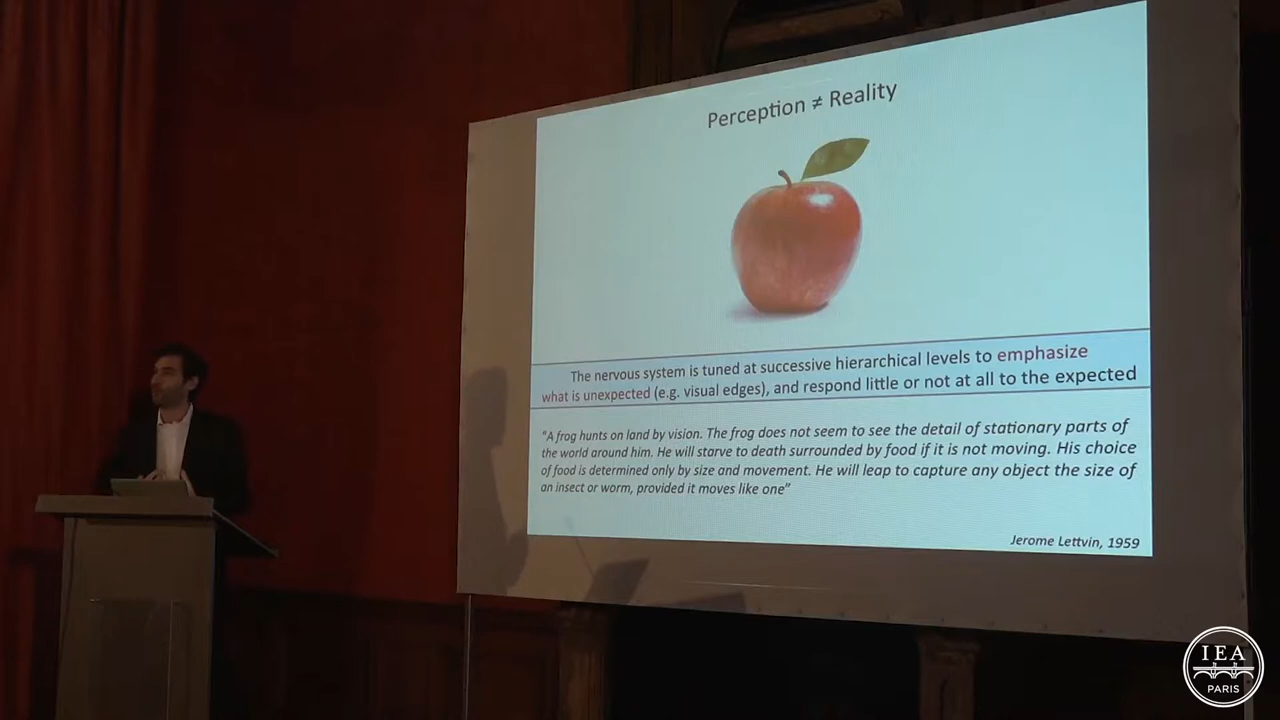 Perception ≠ Reality
The nervous system is tuned at successive hierarchical levels to emphasize
what is unexpected (e.g. visual edges), and respond little or not at all to the expected
“A frog hunts on land by vision. The frog does not seem to see the detail of stationary parts of
the world around him. He will starve to death surrounded by food if it is not moving. His choice
of food is determined only by size and movement. He will leap to capture any object the size of
an insect or worm, provided it moves like one”
Jerome Lettvin, 1959
IEA
PARIS